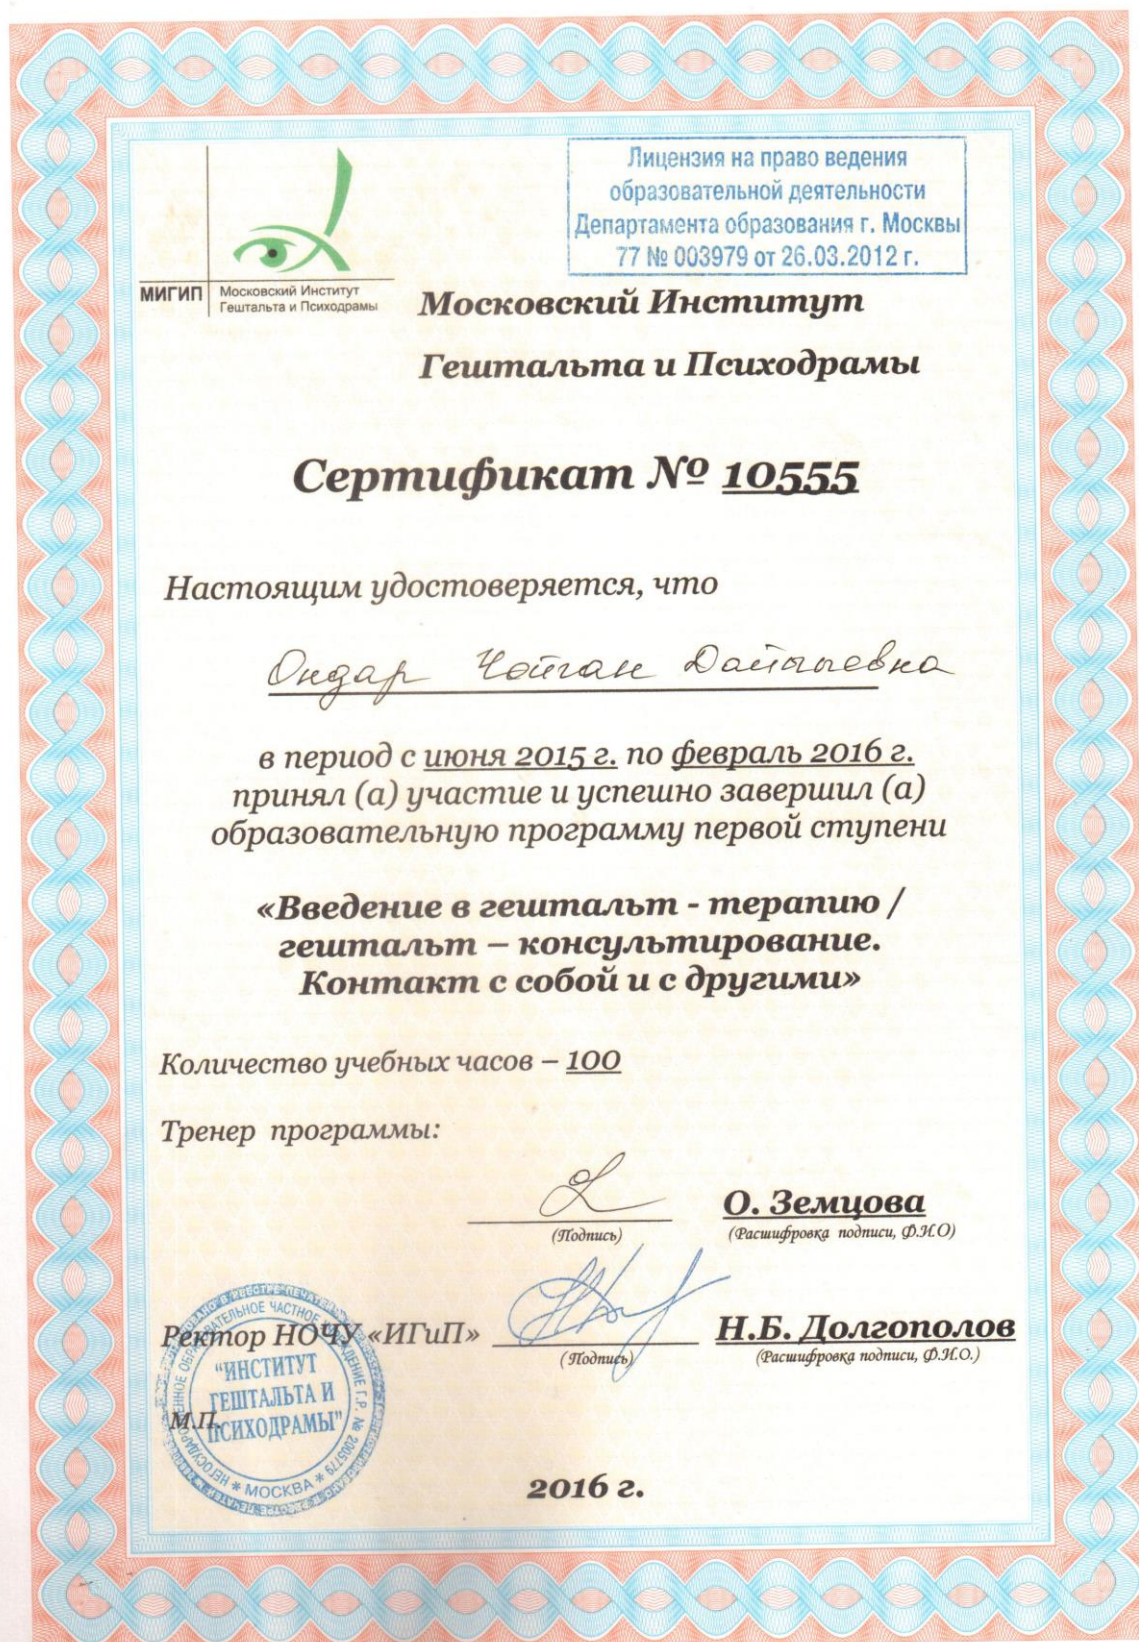 Лицензия на право ведения
образовательной деятельности
Департамента образования г. Москвы
77 № 003979 от 26.03.2012 г.
МИГИП
Московский Институт
Гештальта и Психодрамы
Московский Институт
Гештальта и Психодрамы
Сертификат № 10555
Настоящим удостоверяется, что
Ондар Чойган
в период с июня 2015 г. по февраль 2016 г.
принял (а) участие и успешно завершил (а)
образовательную программу первой ступени
«Введение в гештальт - терапию /
гештальт – консультирование.
Контакт с собой и с другими»
Количество учебных часов – 100
Тренер программы:
О. Земцова
(Подпись)
(Расшифровка подписи, Ф.И.О)
Ректор НОЧУ «ИГиП»
Н.Б. Долгополов
(Подпись)
(Расшифровка подписи, Ф.И.О.)
"ИНСТИТУТ
ГЕШТАЛЬТА И
ПСИХОДРАМЫ"
М.П.
* МОСКВА *
2016 г.